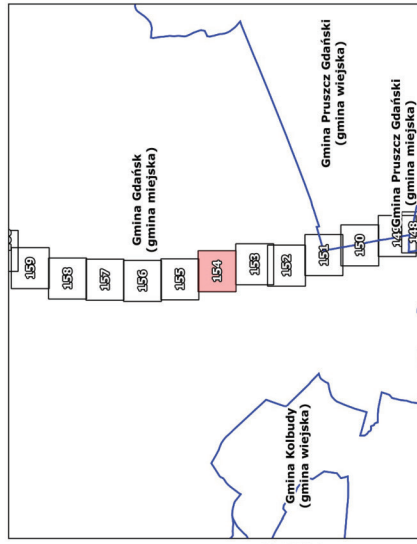 159
158
157
156
155
154
153
152
151
150
148
Gmina Gdańsk
(gmina miejska)
Gmina Pruszcz Gdański
(gmina wiejska)
Gmina Pruszcz Gdański
(gmina miejska)
Gmina Kolbudy
(gmina wiejska)